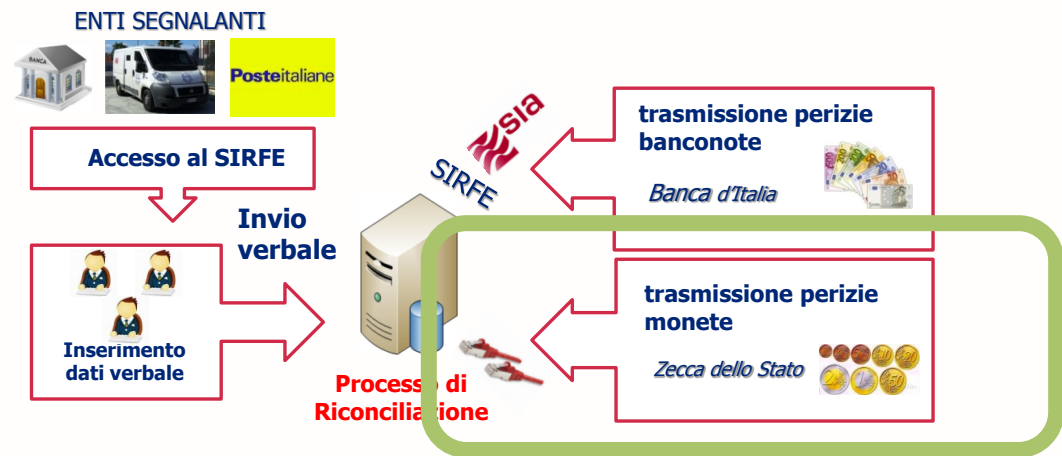 ENTI SEGNALANTI
BANCA
Posteitaliane
Accesso al SIRFE
Invio
verbale
Inserimento
dati verbale
sia
SIRFE
Processo di
Riconciliazione
trasmissione perizie
banconote
Banca d'Italia
trasmissione perizie
monete
Zecca dello Stato